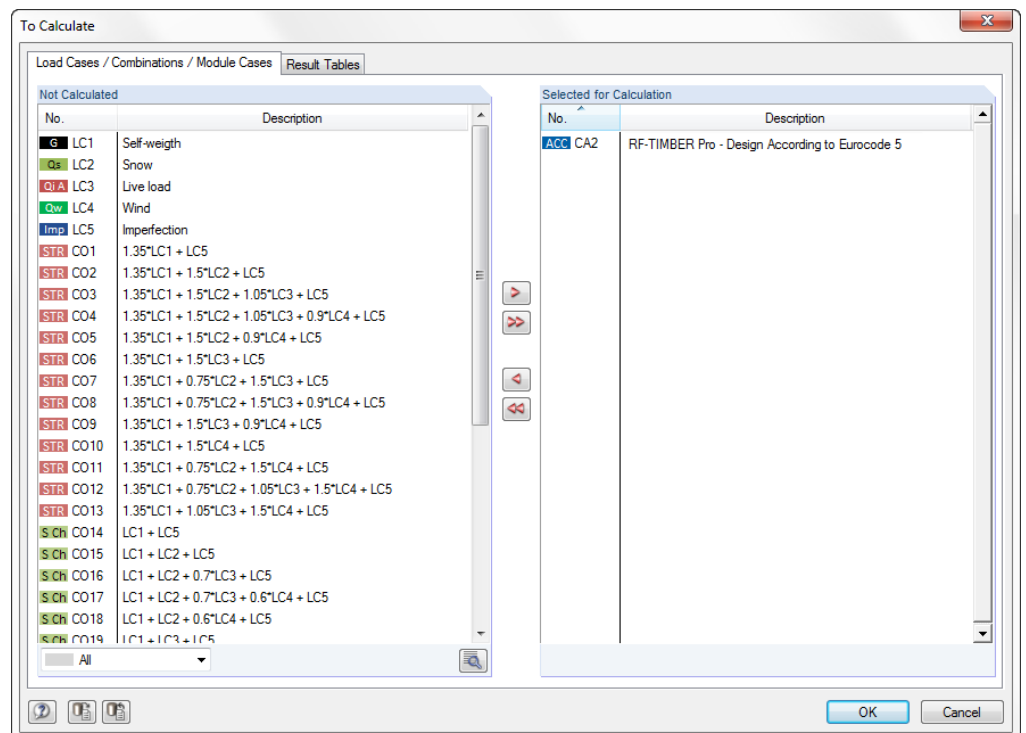 To Calculate
Load Cases / Combinations / Module Cases Result Tables
Not Calculated
No. Description
G LC1 Self-weigth
Qs LC2 Snow
Qi A LC3 Live load
Qw LC4 Wind
Imp LC5 Imperfection
STR CO1 1.35*LC1 + LC5
STR CO2 1.35*LC1 + 1.5*LC2 + LC5
STR CO3 1.35*LC1 + 1.5*LC2 + 1.05*LC3 + LC5
STR CO4 1.35*LC1 + 1.5*LC2 + 1.05*LC3 + 0.9*LC4 + LC5
STR CO5 1.35*LC1 + 1.5*LC2 + 0.9*LC4 + LC5
STR CO6 1.35*LC1 + 1.5*LC3 + LC5
STR CO7 1.35*LC1 + 0.75*LC2 + 1.5*LC3 + LC5
STR CO8 1.35*LC1 + 0.75*LC2 + 1.5*LC3 + 0.9*LC4 + LC5
STR CO9 1.35*LC1 + 1.5*LC3 + 0.9*LC4 + LC5
STR CO10 1.35*LC1 + 1.5*LC4 + LC5
STR CO11 1.35*LC1 + 0.75*LC2 + 1.5*LC4 + LC5
STR CO12 1.35*LC1 + 0.75*LC2 + 1.05*LC3 + 1.5*LC4 + LC5
STR CO13 1.35*LC1 + 1.05*LC3 + 1.5*LC4 + LC5
S Ch CO14 LC1 + LC5
S Ch CO15 LC1 + LC2 + LC5
S Ch CO16 LC1 + LC2 + 0.7*LC3 + LC5
S Ch CO17 LC1 + LC2 + 0.7*LC3 + 0.6*LC4 + LC5
S Ch CO18 LC1 + LC2 + 0.6*LC4 + LC5
S Ch CO19 LC1 + LC3 + LC5
All
Selected for Calculation
No. Description
ACC CA2 RF-TIMBER Pro - Design According to Eurocode 5
OK Cancel